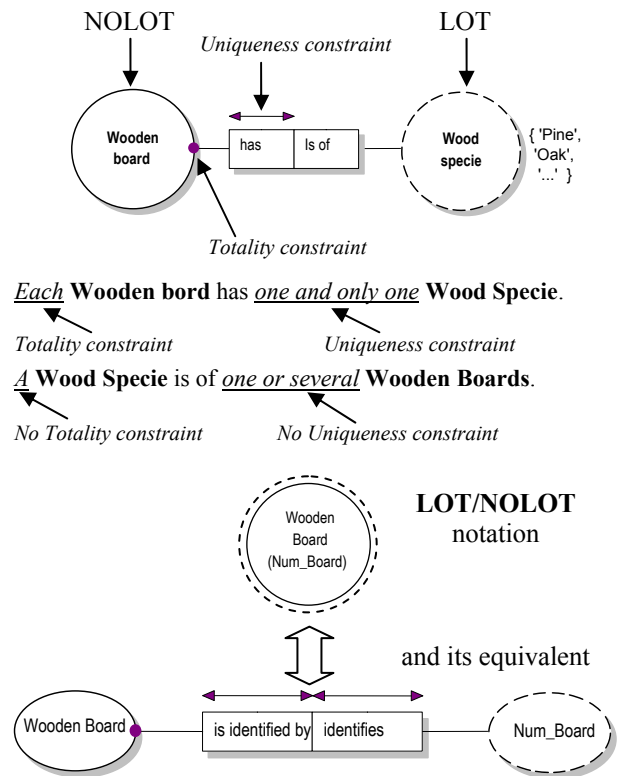 NOLOT
LOT
Uniqueness constraint
Wooden
board
has
Is of
Wood
specie
{ 'Pine',
'Oak',
'...' }
Totality constraint
Each Wooden bord has one and only one Wood Specie.
Totality constraint Uniqueness constraint
A Wood Specie is of one or several Wooden Boards.
No Totality constraint No Uniqueness constraint
Wooden
Board
(Num_Board)
LOT/NOLOT
notation
and its equivalent
Wooden Board
is identified by
identifies
Num_Board